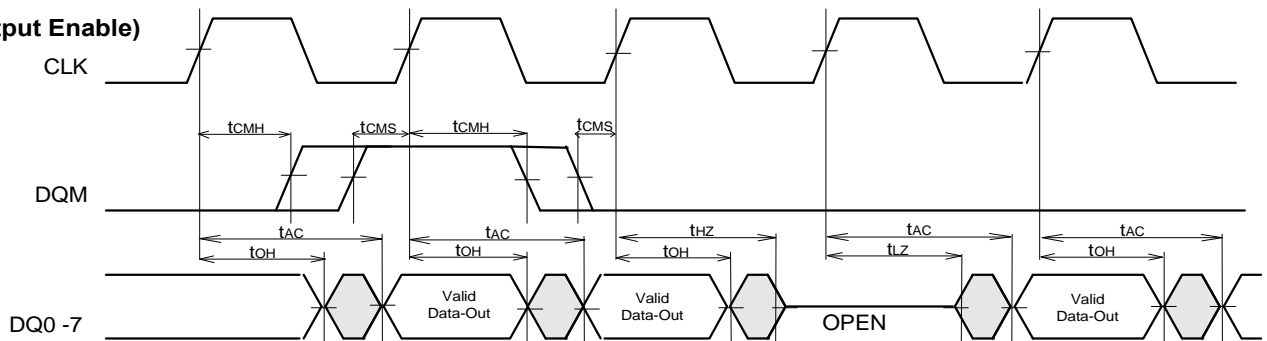 tput Enable)
CLK
tCMH tCMS tCMH tCMS
DQM
tAC tAC tHZ tAC tAC
tOH tOH tOH tLZ tOH
Valid Data-Out Valid Data-Out Valid Data-Out
DQ0 -7
OPEN